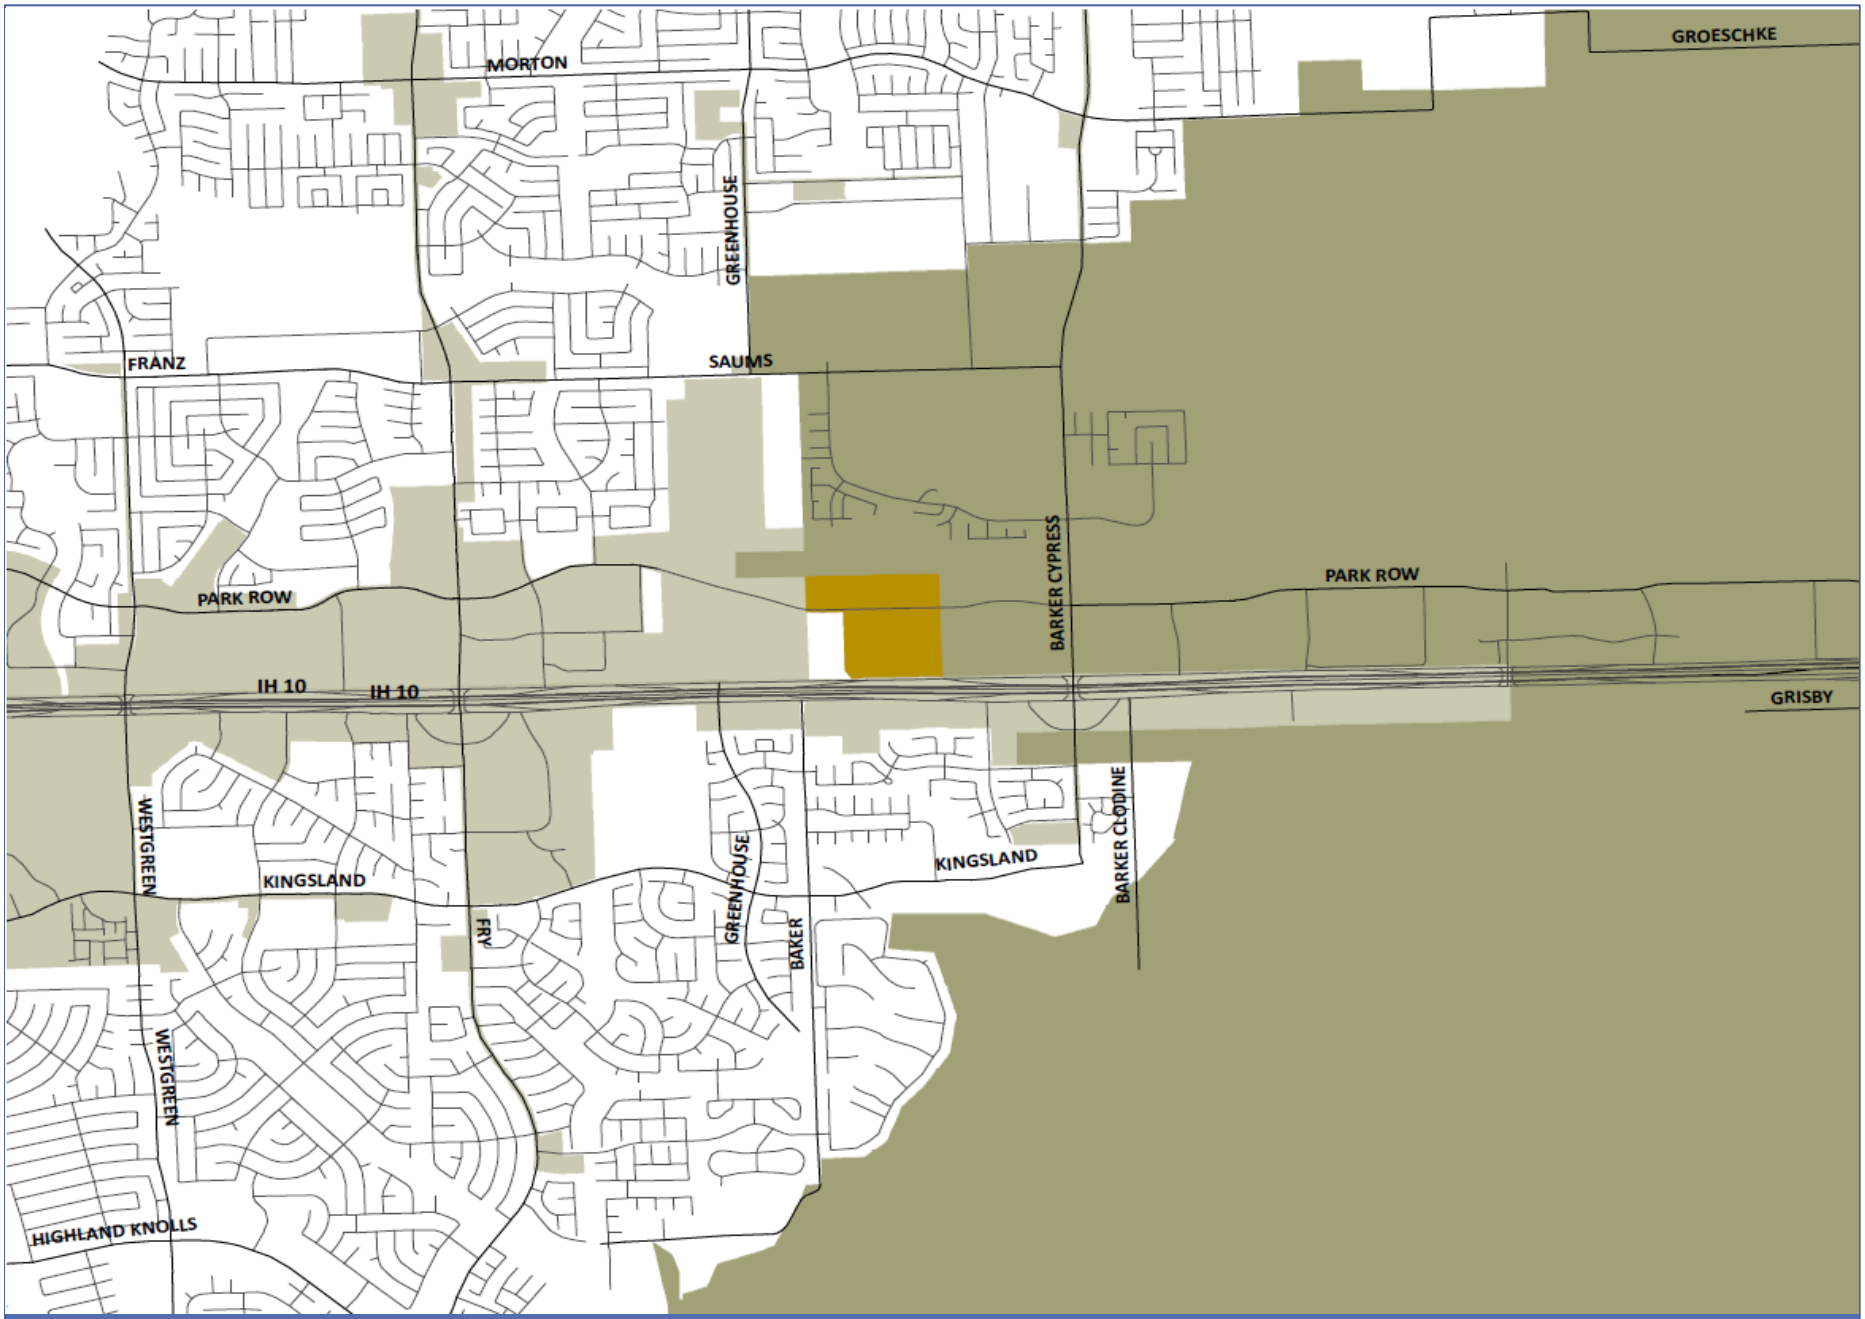 GROESCHKE
MORTON
GREENHOUSE
FRANZ
SAUMS
BARKER CYPRESS
PARK ROW
PARK ROW
IH 10
IH 10
GRISBY
WESTGREEN
BARKER CLODINE
GREENHOUSE
KINGSLAND
KINGSLAND
FRY
BAKER
WESTGREEN
HIGHLAND KNOLLS